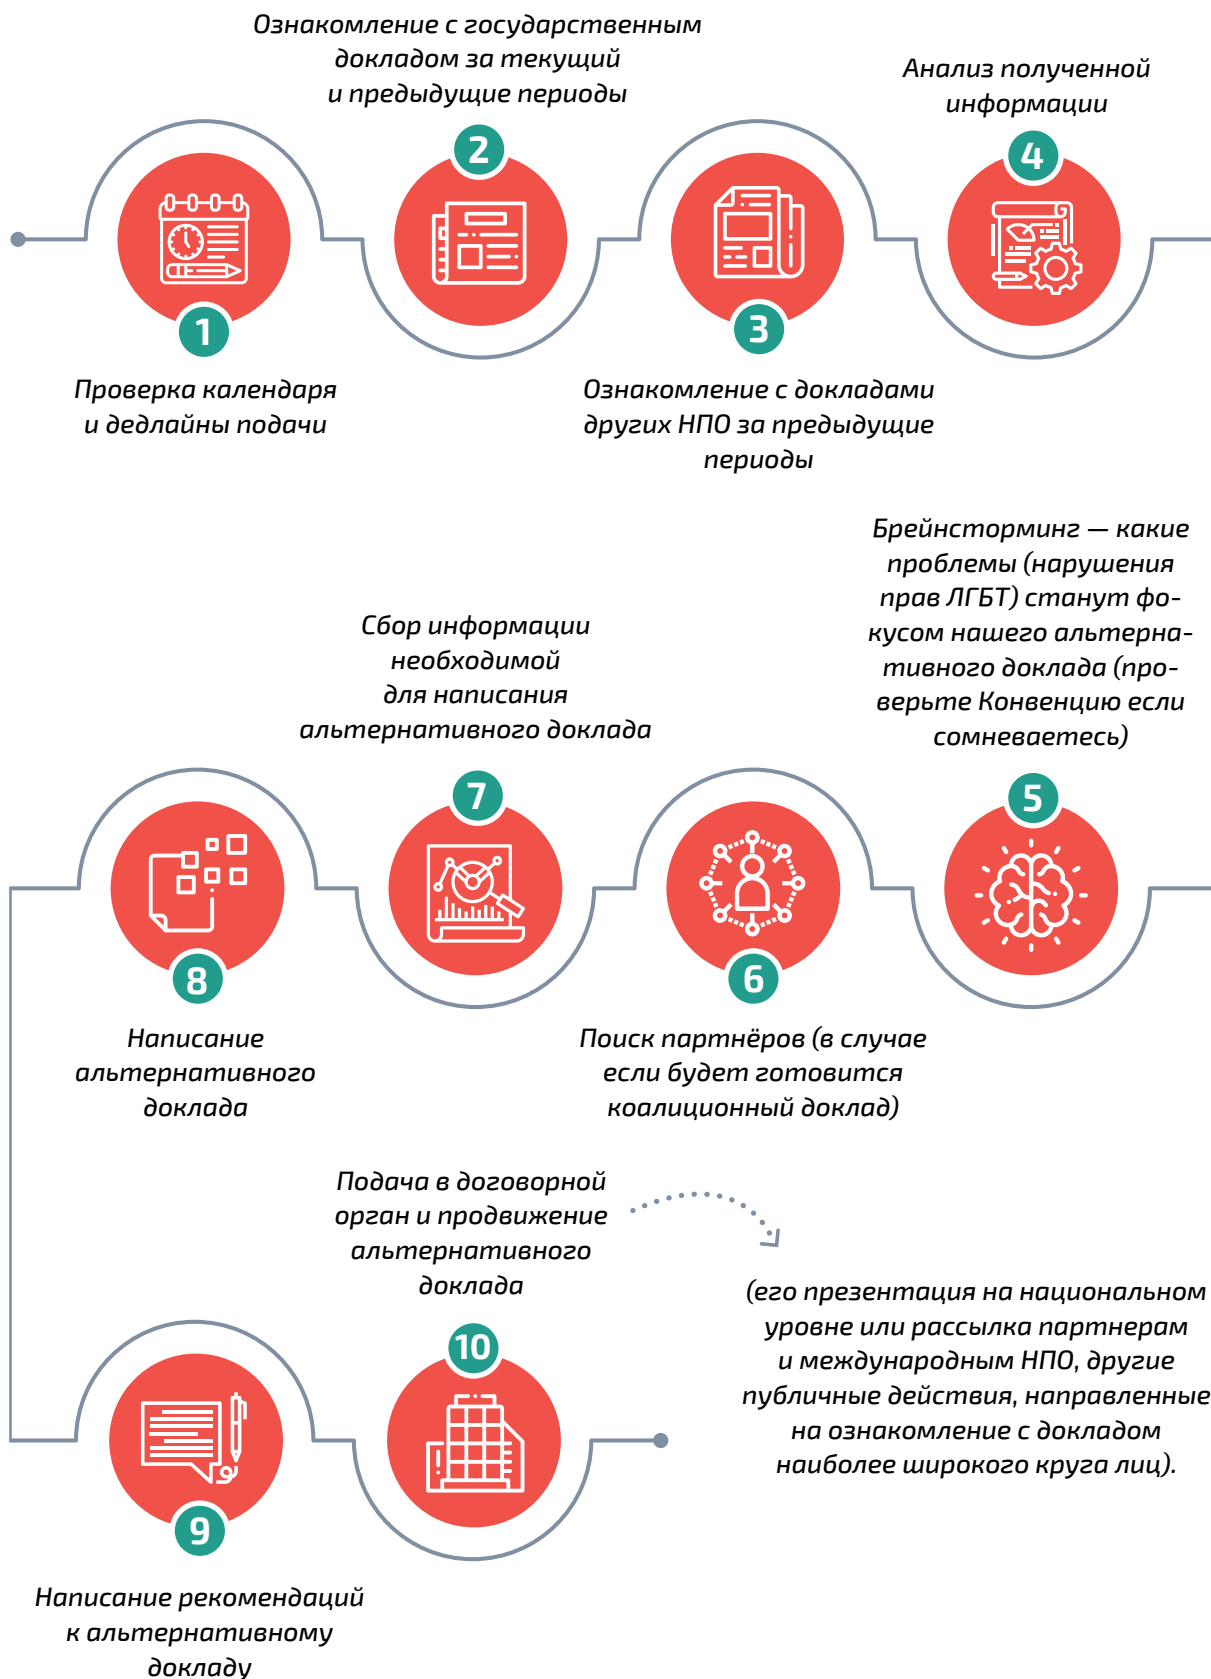 Ознакомление с государственным
докладом за текущий
и предыдущие периоды
Анализ полученной
информации
2
4
1
3
Проверка календаря
и дедлайны подачи
Ознакомление с докладами
других НПО за предыдущие
периоды
Брейнсторминг — какие
проблемы (нарушения
прав ЛГБТ) станут фо-
кусом нашего альтерна-
тивного доклада (про-
верьте Конвенцию если
сомневаетесь)
Сбор информации
необходимой
для написания
альтернативного доклада
7
5
8
6
Написание
альтернативного
доклада
Поиск партнёров (в случае
если будет готовится
коалиционный доклад)
Подача в договорной
орган и продвижение
альтернативного
доклада
(его презентация на национальном
уровне или рассылка партнерам
и международным НПО, другие
публичные действия, направленные
на ознакомление с докладом
наиболее широкого круга лиц).
10
9
Написание рекомендаций
к альтернативному
докладу